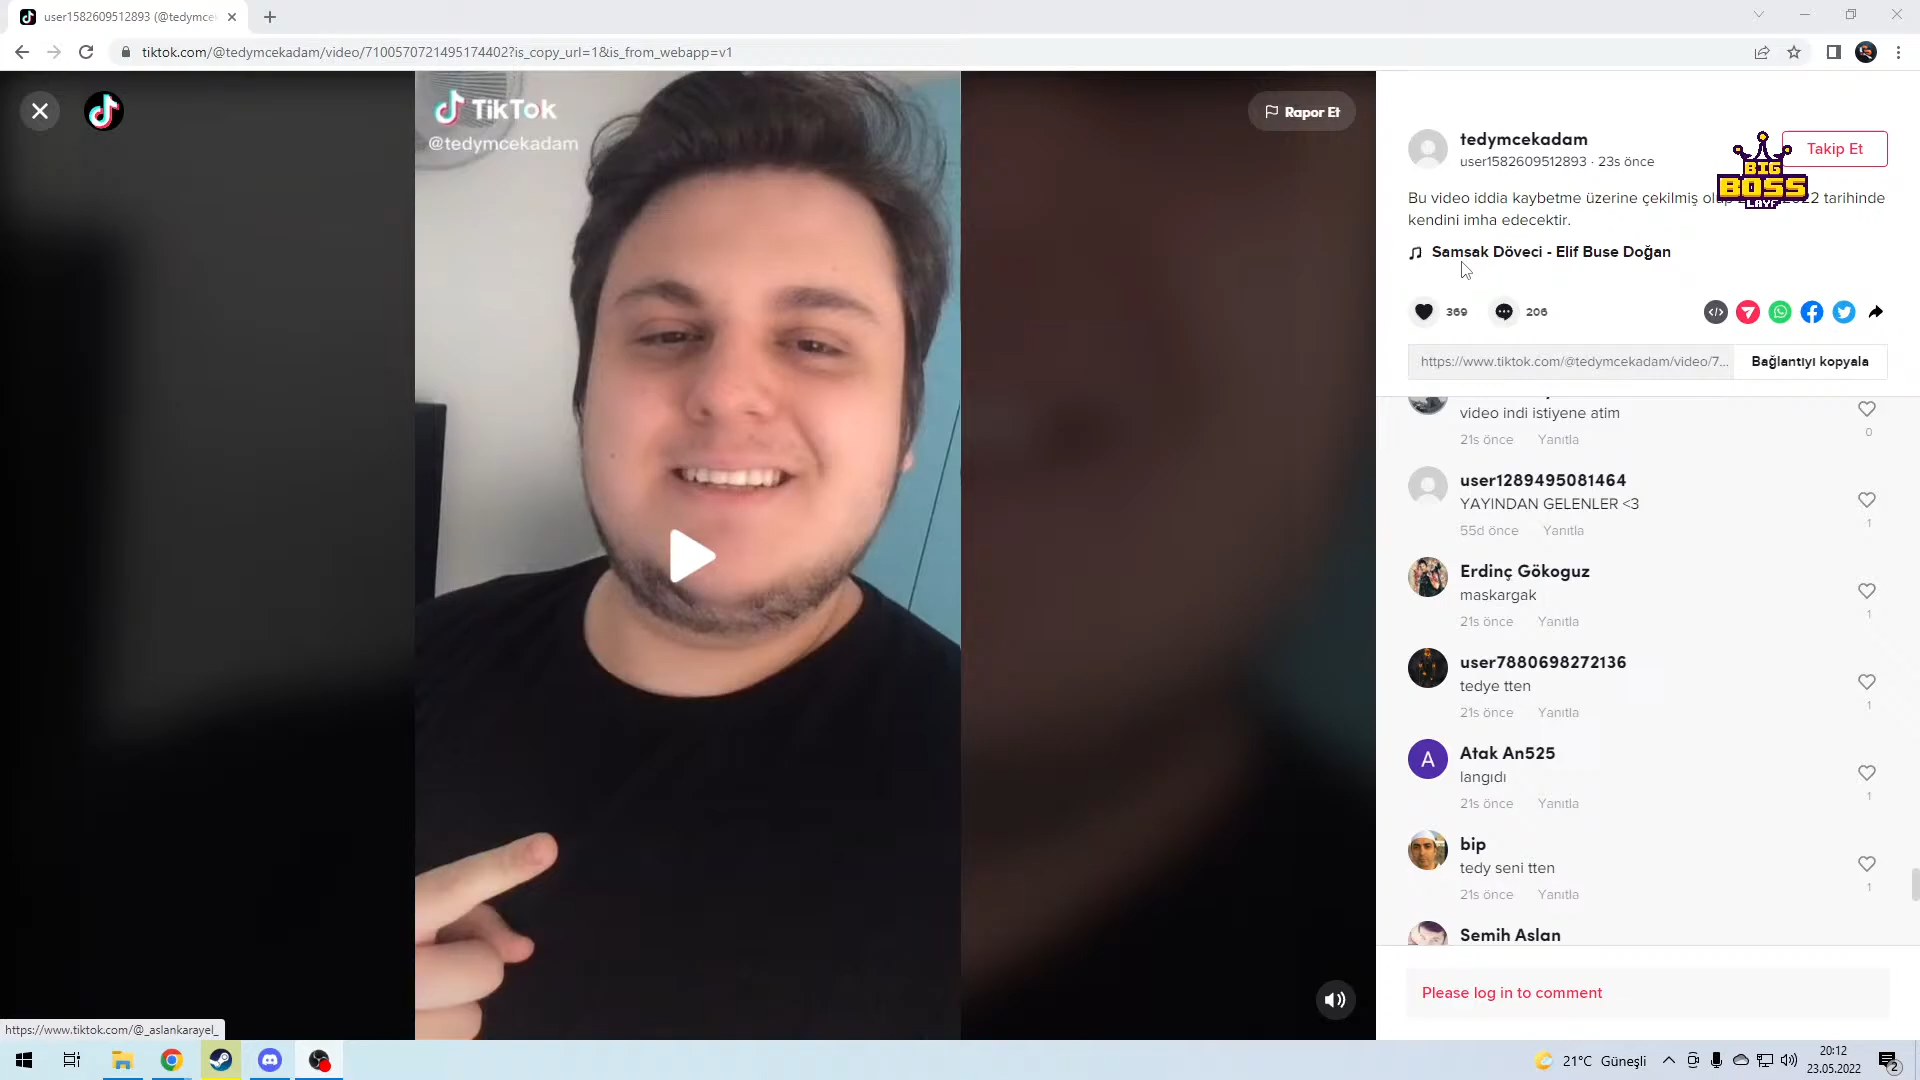 user1582609512893 (@tedymcek
tiktok.com/@tedymcekadam/video/7100570721495174402?is_copy_url=1&is_from_webapp=v1
TikTok
@tedymcekadam
Rapor Et
tedymcekadam
user1582609512893 · 23s önce
Takip Et
BIG
BOSS
LAYF
Bu video iddia kaybetme üzerine çekilmiş tarihinde
kendini imha edecektir.
Samsak Döveci - Elif Buse Doğan
369
206
https://www.tiktok.com/@tedymcekadam/video/7...
Bağlantıyı kopyala
video indi istiyene atim
21s önce Yanıtla
0
user1289495081464
YAYINDAN GELENLER <3
55d önce Yanıtla
1
Erdinç Gökoguz
maskargak
21s önce Yanıtla
1
user7880698272136
tedye tten
21s önce Yanıtla
1
A
Atak An525
langıdı
21s önce Yanıtla
1
bip
tedy seni tten
21s önce Yanıtla
1
Semih Aslan
Please log in to comment
https://www.tiktok.com/@_aslankarayel_
21°C Güneşli
20:12
23.05.2022
2